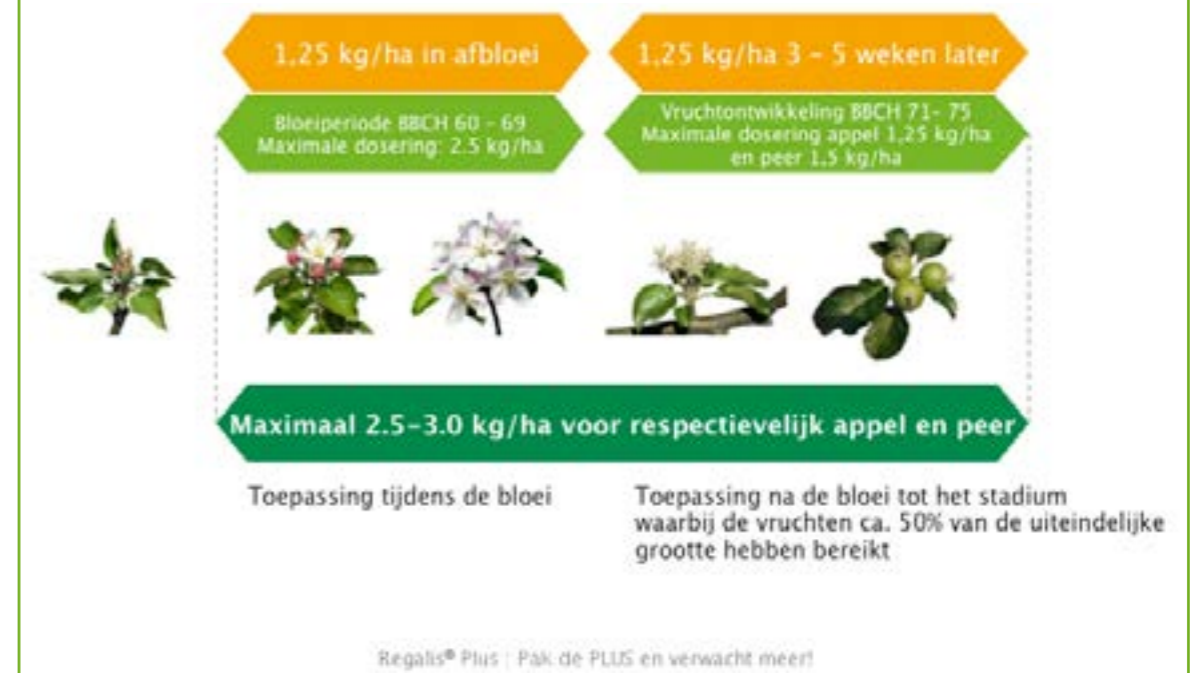 1,25 kg/ha in afbloei
1,25 kg/ha 3 - 5 weken later
Bloeiperiode BBCH 60 - 69
Maximale dosering: 2.5 kg/ha
Vruchtontwikkeling BBCH 71- 75
Maximale dosering appel 1,25 kg/ha
en peer 1,5 kg/ha
Maximaal 2.5-3.0 kg/ha voor respectievelijk appel en peer
Toepassing tijdens de bloei
Toepassing na de bloei tot het stadium
waarbij de vruchten ca. 50% van de uiteindelijke
grootte hebben bereikt
Regalis® Plus | Pak de PLUS en verwacht meer!